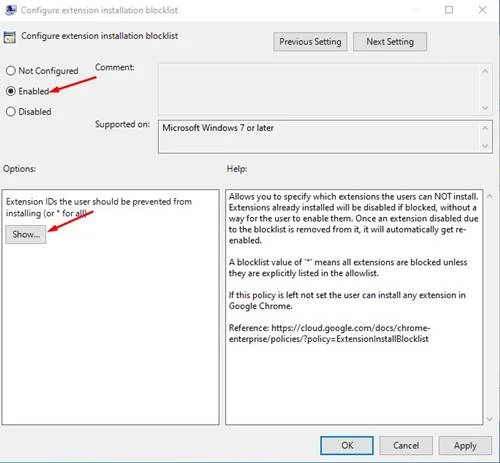 Configure extension installation blocklist
Configure extension installation blocklist
Previous Setting
Next Setting
Not Configured
Comment:
Enabled
Disabled
Supported on:
Microsoft Windows 7 or later
Options:
Help:
Extension IDs the user should be prevented from
installing (or * for all)
Show...
Allows you to specify which extensions the users can NOT install.
Extensions already installed will be disabled if blocked, without a
way for the user to enable them. Once an extension disabled due
to the blocklist is removed from it, it will automatically get re-
enabled.
A blocklist value of '*' means all extensions are blocked unless
they are explicitly listed in the allowlist.
If this policy is left not set the user can install any extension in
Google Chrome.
Reference: https://cloud.google.com/docs/chrome-
enterprise/policies/?policy=ExtensionInstallBlocklist
OK
Cancel
Apply